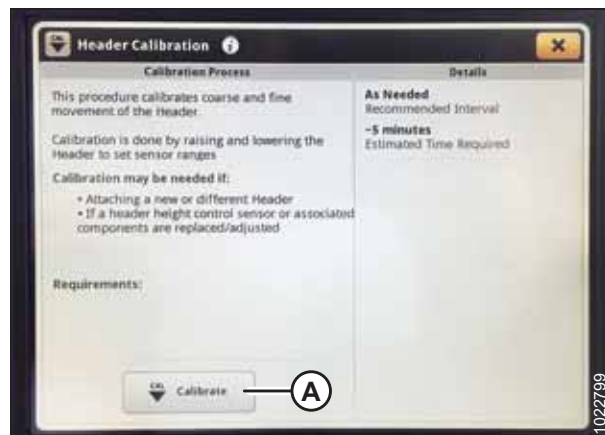 CAL
Header Calibration i
Calibration Process
This procedure calibrates coarse and fine
movement of the Header.
Calibration is done by raising and lowering the
Header to set sensor ranges
Calibration may be needed if:
• Attaching a new or different Header
• If a header height control sensor or associated
components are replaced/adjusted
Requirements:
CAL Calibrate
A
Details
As Needed
Recommended Interval
~5 minutes
Estimated Time Required
1022799